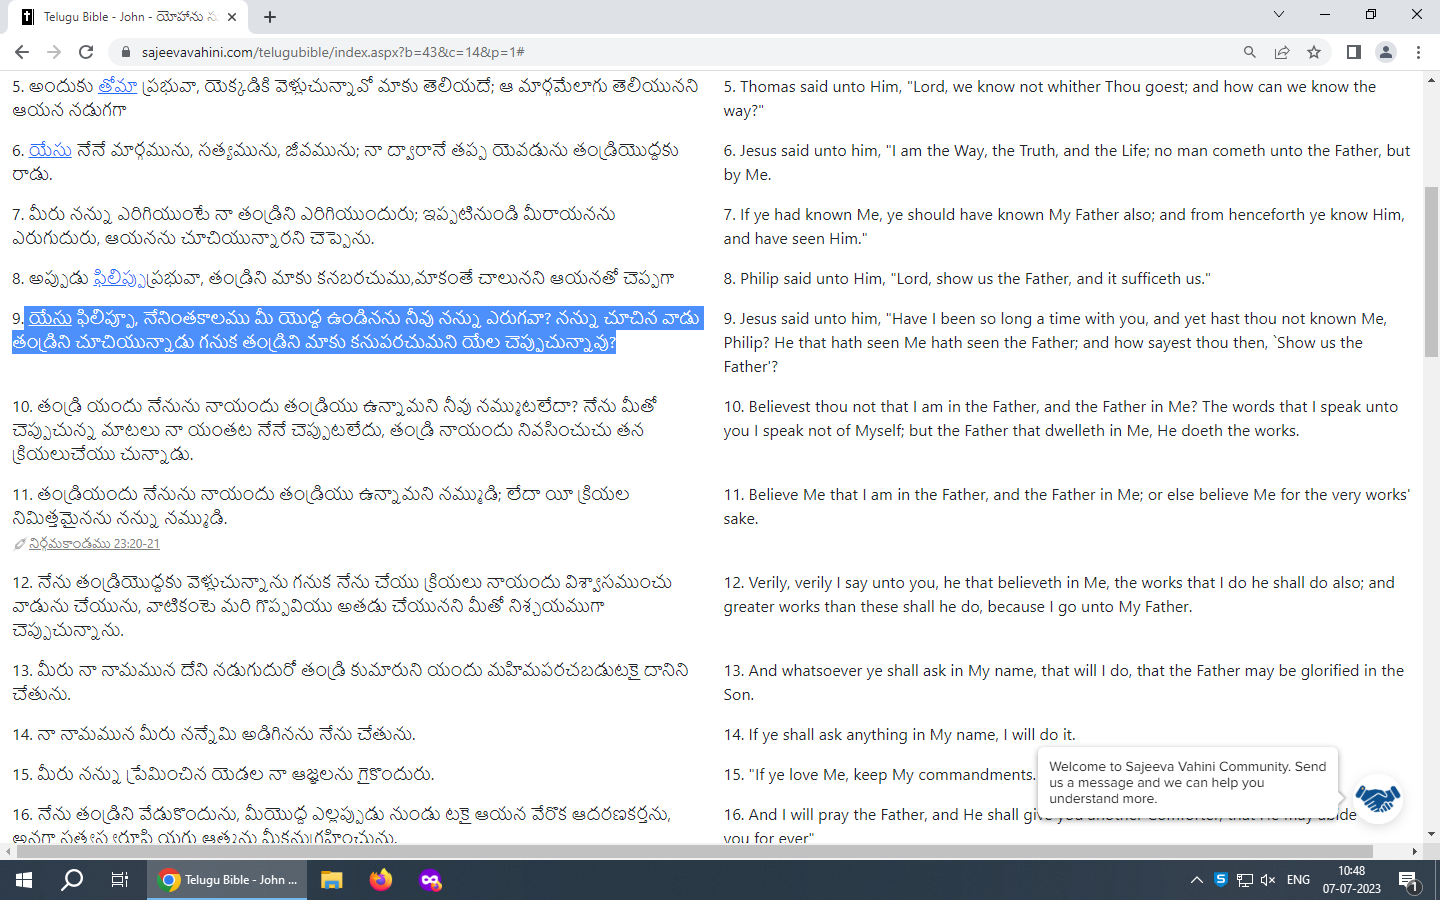 Telugu Bible - John - యోహాను సు
sajeevavahini.com/telugubible/index.aspx?b=43&c=14&p=1#
5. అందుకు తోమా ప్రభువా, యెక్కడికి వెళ్లుచున్నావో మాకు తెలియదే; ఆ మార్గమేలాగు తెలియునని
ఆయన నడుగగా
6. యేసు నేనే మార్గమును, సత్యమును, జీవమును; నా ద్వారానే తప్ప యెవడును తండ్రియొద్దకు
రాడు.
7. మీరు నన్ను ఎరిగియుంటే నా తండ్రిని ఎరిగియుందురు; ఇప్పటినుండి మీరాయనను
ఎరుగుదురు, ఆయనను చూచియున్నారని చెప్పెను.
8. అప్పుడు ఫిలిప్పుప్రభువా, తండ్రిని మాకు కనబరచుము,మాకంతే చాలునని ఆయనతో చెప్పగా
9. యేసు ఫిలిప్పూ, నేనింతకాలము మీ యొద్ద ఉండినను నీవు నన్ను ఎరుగవా? నన్ను చూచిన వాడు
తండ్రిని చూచియున్నాడు గనుక తండ్రిని మాకు కనుపరచుమని యేల చెప్పుచున్నావు?
10. తండ్రి యందు నేనును నాయందు తండ్రియు ఉన్నామని నీవు నమ్ముటలేదా? నేను మీతో
చెప్పుచున్న మాటలు నా యంతట నేనే చెప్పుటలేదు, తండ్రి నాయందు నివసించుచు తన
క్రియలుచేయు చున్నాడు.
11. తండ్రియందు నేనును నాయందు తండ్రియు ఉన్నామని నమ్ముడి; లేదా యీ క్రియల
నిమిత్తమైనను నన్ను నమ్ముడి.
నిర్గమకాండము 23:20-21
12. నేను తండ్రియొద్దకు వెళ్లుచున్నాను గనుక నేను చేయు క్రియలు నాయందు విశ్వాసముంచు
వాడును చేయును, వాటికంటె మరి గొప్పవియు అతడు చేయునని మీతో నిశ్చయముగా
చెప్పుచున్నాను.
13. మీరు నా నామమున దేని నడుగుదురో తండ్రి కుమారుని యందు మహిమపరచబడుటకై దానిని
చేతును.
14. నా నామమున మీరు నన్నేమి అడిగినను నేను చేతును.
15. మీరు నన్ను ప్రేమించిన యెడల నా ఆజ్ఞలను గైకొందురు.
16. నేను తండ్రిని వేడుకొందును, మీయొద్ద ఎల్లప్పుడు నుండు టకై ఆయన వేరొక ఆదరణకర్తను,
అనగా సత్యస్వరూపి యగు ఆత్మను మీకనుగ్రహించును.
5. Thomas said unto Him, "Lord, we know not whither Thou goest; and how can we know the
way?"
6. Jesus said unto him, "I am the Way, the Truth, and the Life; no man cometh unto the Father, but
by Me.
7. If ye had known Me, ye should have known My Father also; and from henceforth ye know Him,
and have seen Him."
8. Philip said unto Him, "Lord, show us the Father, and it sufficeth us."
9. Jesus said unto him, "Have I been so long a time with you, and yet hast thou not known Me,
Philip? He that hath seen Me hath seen the Father; and how sayest thou then, `Show us the
Father'?
10. Believest thou not that I am in the Father, and the Father in Me? The words that I speak unto
you I speak not of Myself; but the Father that dwelleth in Me, He doeth the works.
11. Believe Me that I am in the Father, and the Father in Me; or else believe Me for the very works'
sake.
12. Verily, verily I say unto you, he that believeth in Me, the works that I do he shall do also; and
greater works than these shall he do, because I go unto My Father.
13. And whatsoever ye shall ask in My name, that will I do, that the Father may be glorified in the
Son.
14. If ye shall ask anything in My name, I will do it.
15. "If ye love Me, keep My commandments.
16. And I will pray the Father, and He shall give you another Comforter, that He may abide
you for ever"
Welcome to Sajeeva Vahini Community. Send
us a message and we can help you
understand more.
Telugu Bible - John ...
ENG
10:48
07-07-2023
1